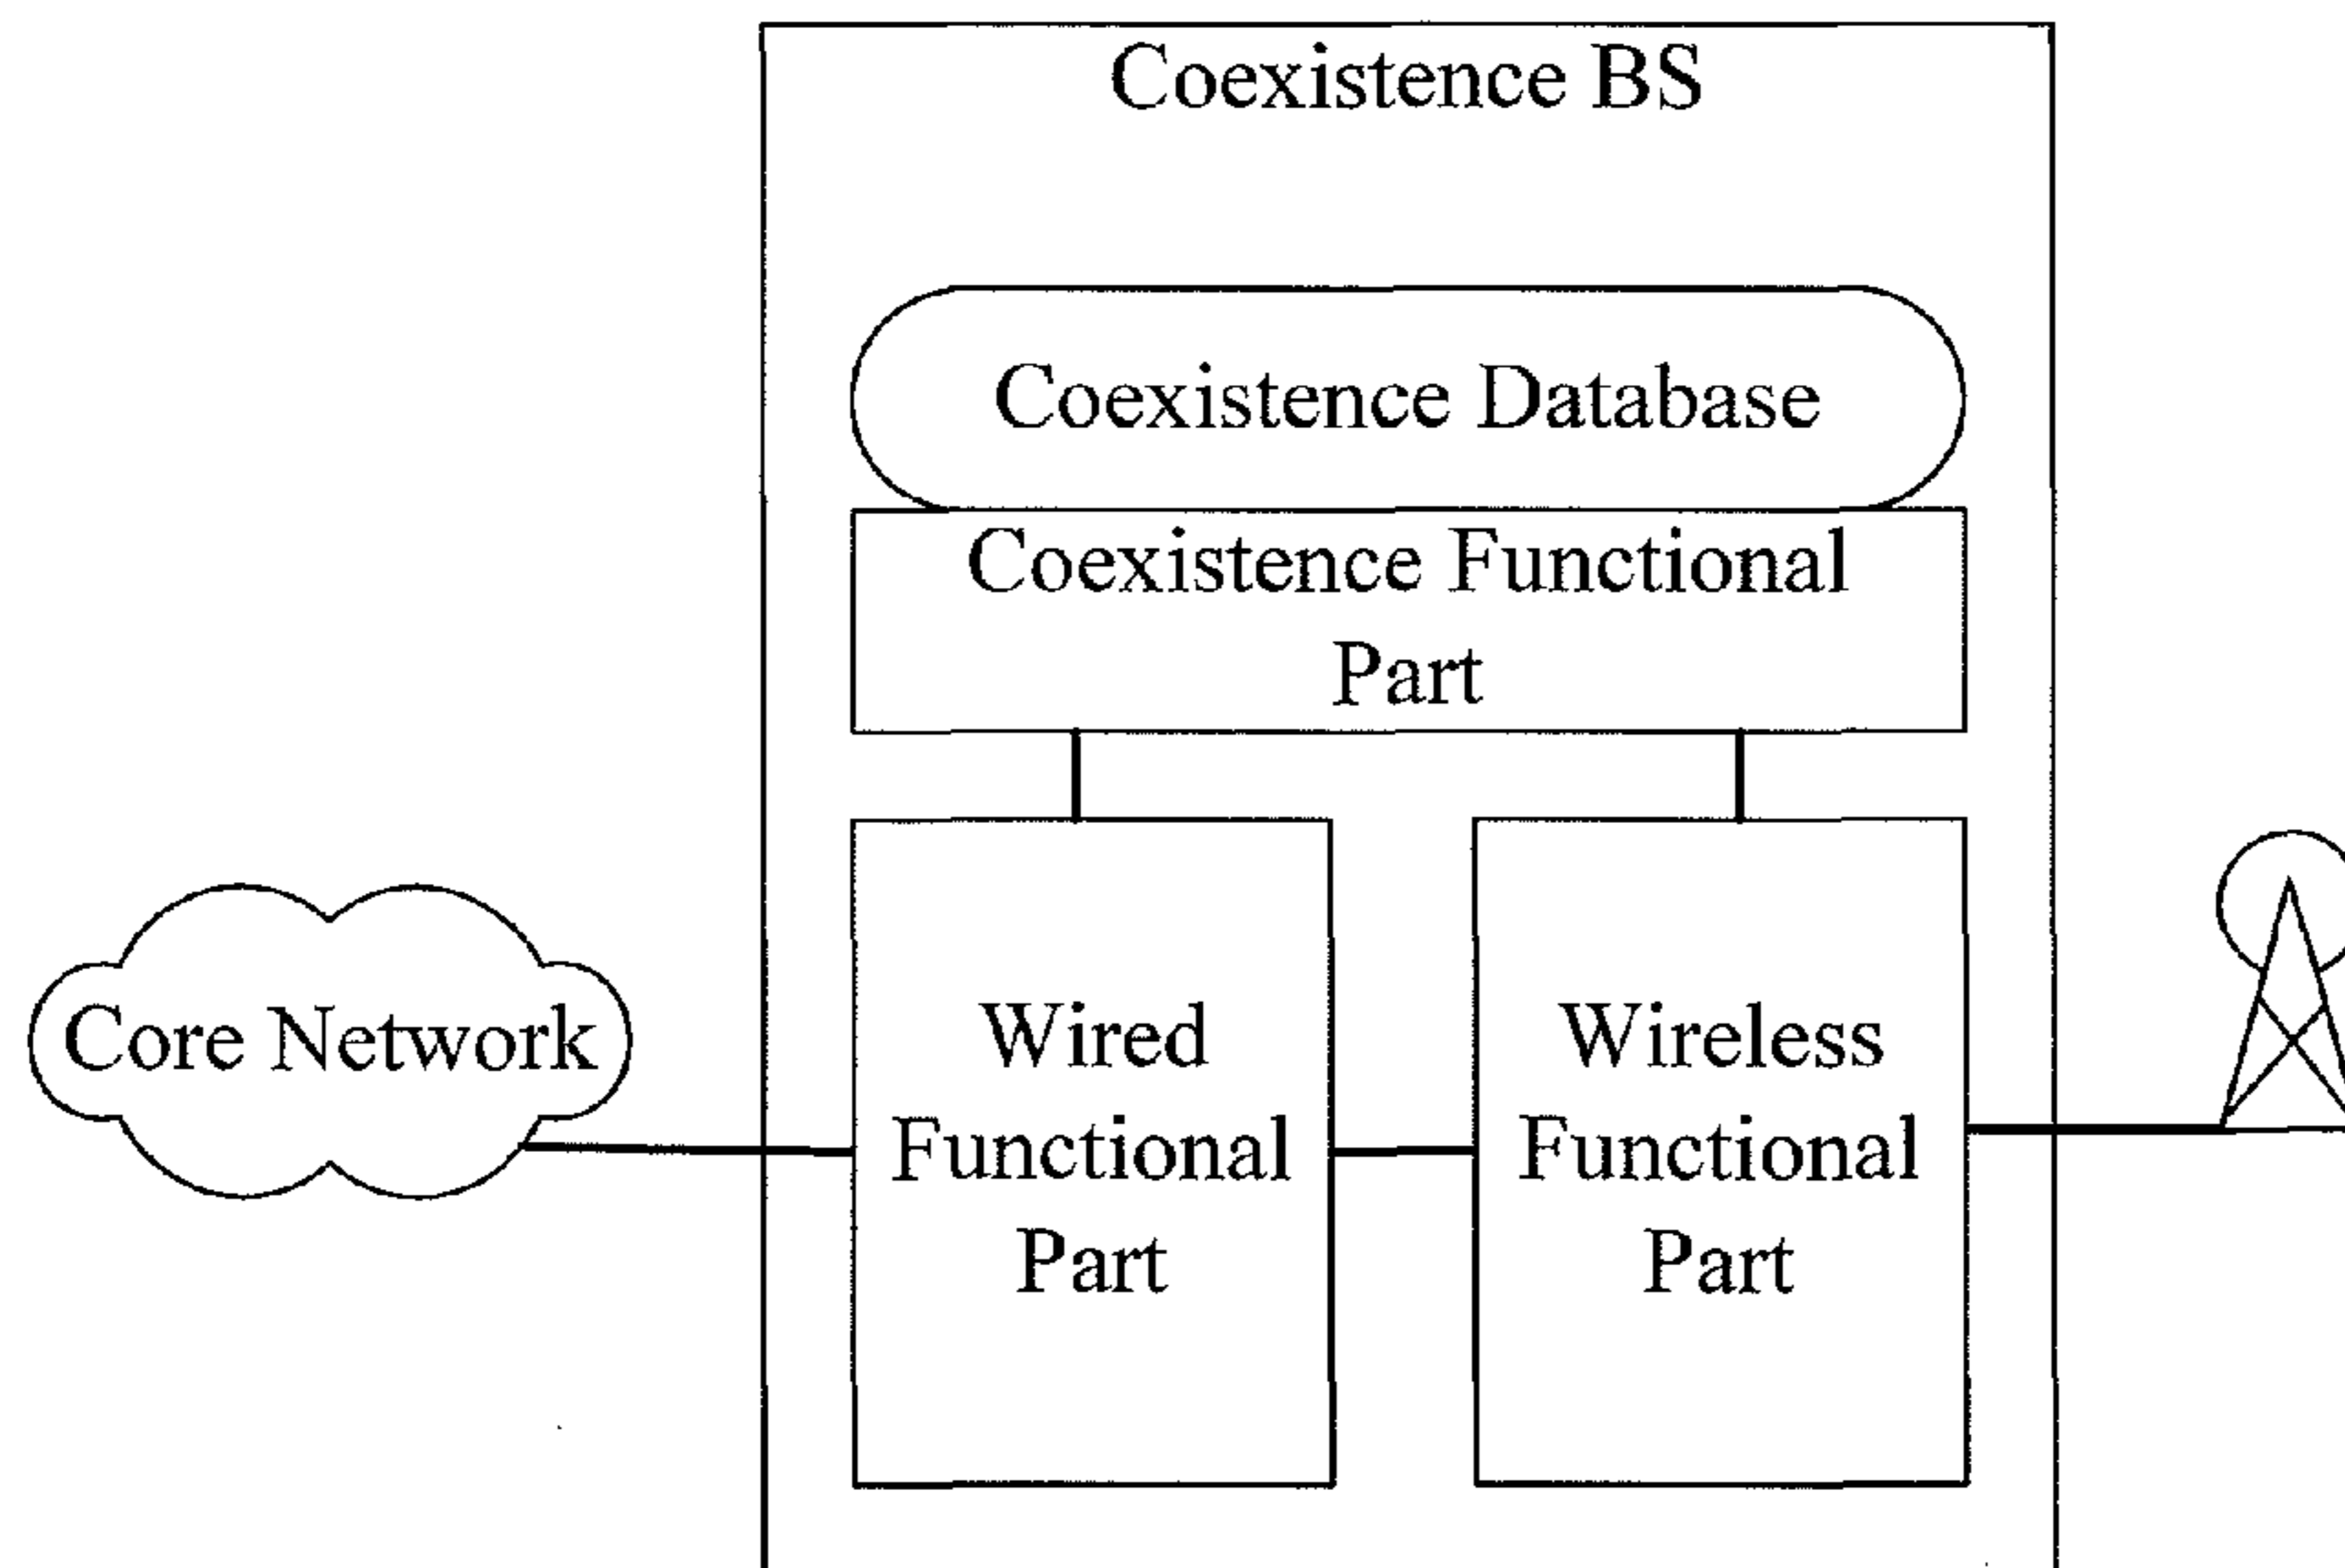 Coexistence BS
Coexistence Database
Coexistence Functional
Part
Core Network
Wired
Functional
Part
Wireless
Functional
Part